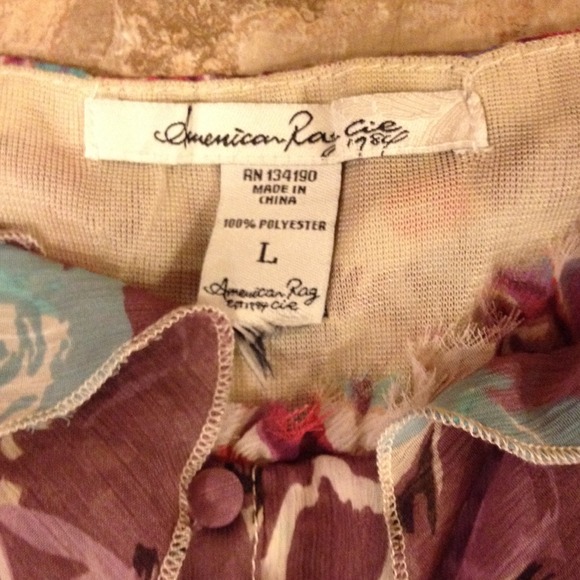 American Rag Cie
1984
RN 134190
MADE IN
CHINA
100% POLYESTER
L
American Rag
Cie